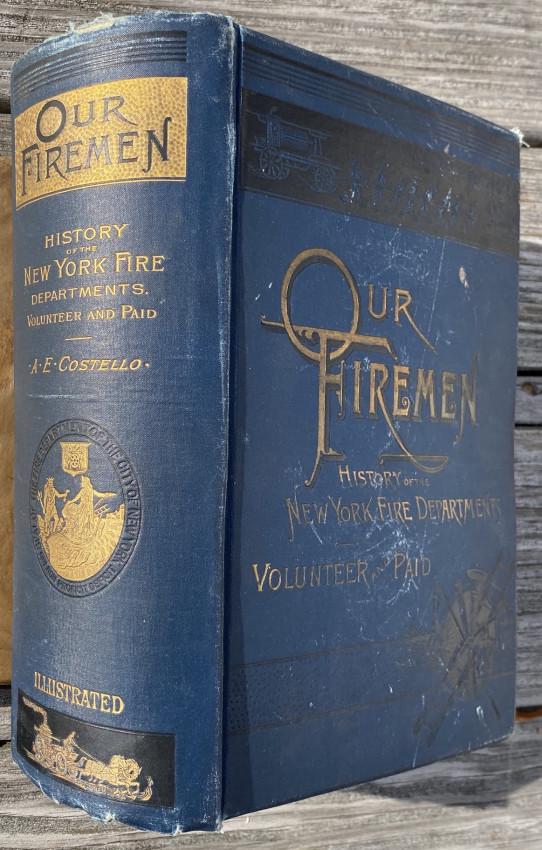 OUR
FIREMEN
HISTORY
OF THE
NEW YORK FIRE
DEPARTMENTS.
VOLUNTEER AND PAID
·A·E·COSTELLO·
ILLUSTRATED
OUR
FIREMEN
HISTORY OF THE
NEW YORK FIRE DEPARTMENTS
VOLUNTEER AND PAID